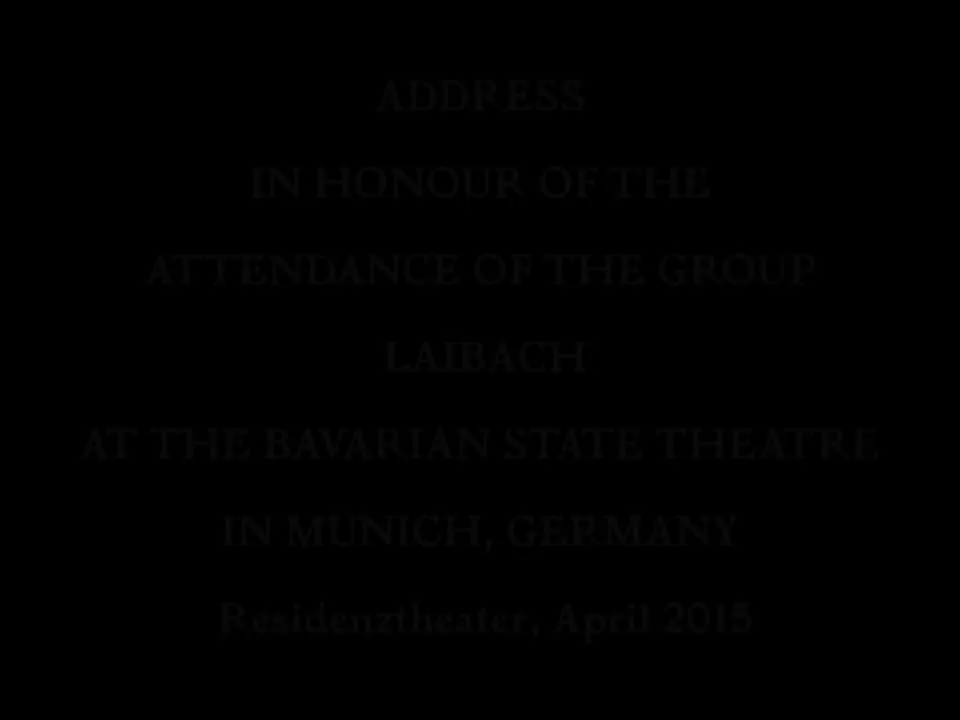 ADDRESS
IN HONOUR OF THE
ATTENDANCE OF THE GROUP
LAIBACH
AT THE BAVARIAN STATE THEATRE
IN MUNICH, GERMANY
Residenztheater, April 2015